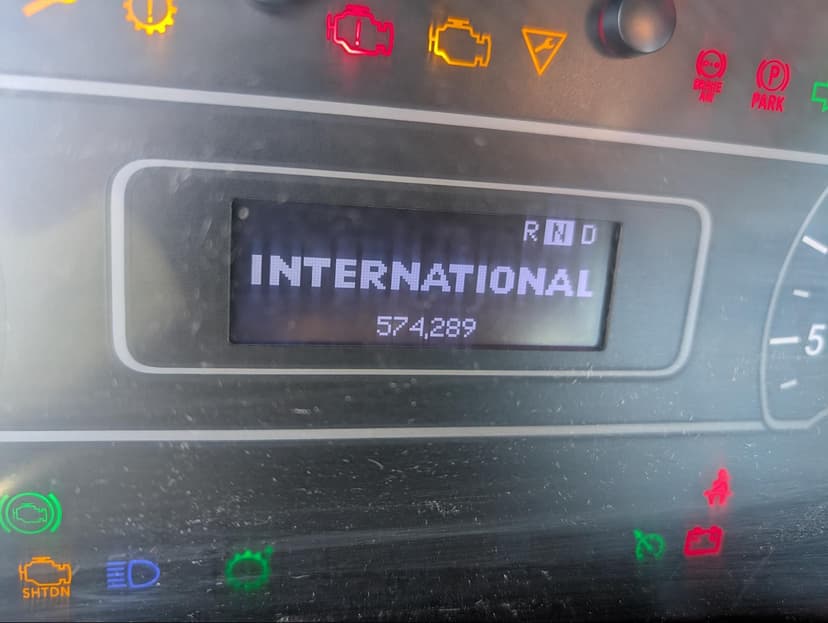 BRAKE
AIR
P
PARK
R N D
INTERNATIONAL
574,289
5
SHTDN